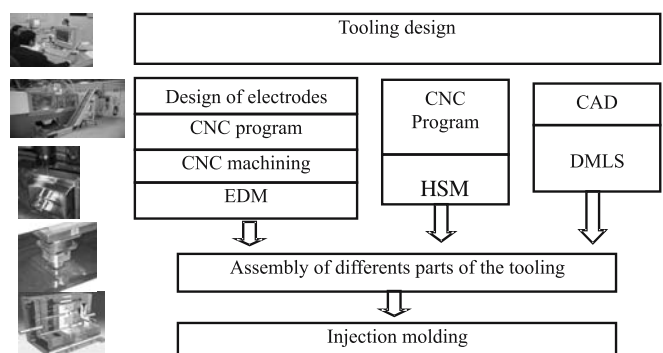 Tooling design
Design of electrodes
CNC program
CNC machining
EDM
CNC
Program
HSM
CAD
DMLS
Assembly of differents parts of the tooling
Injection molding